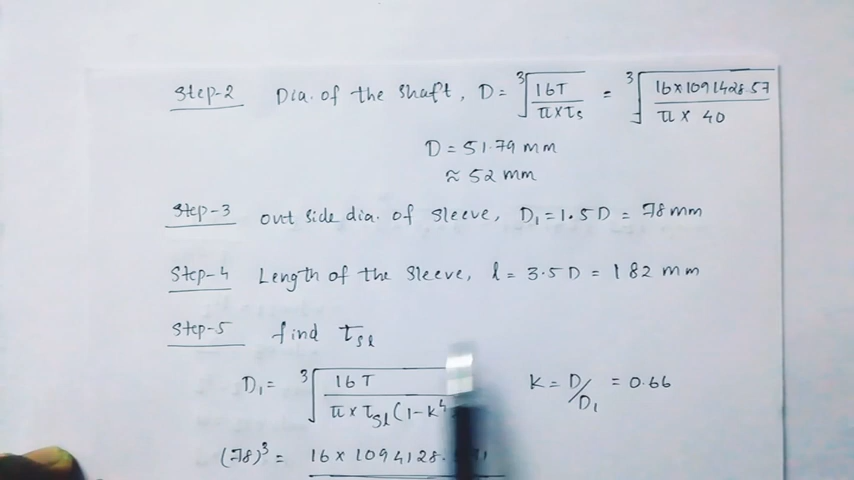 Step-2 Dia. of the shaft, D = ∛(16T / π×τs) = ∛(16×1091428.57 / π× 40)
D = 51.79 mm
≈ 52 mm
Step-3 out side dia. of sleeve, D1 = 1.5D = 78mm
Step-4 Length of the sleeve, l = 3.5D = 182 mm
Step-5 find τsl
D1 = ∛(16T / π×τsl(1-K⁴ K = D/D1 = 0.66
(78)³ = 16×1094128.